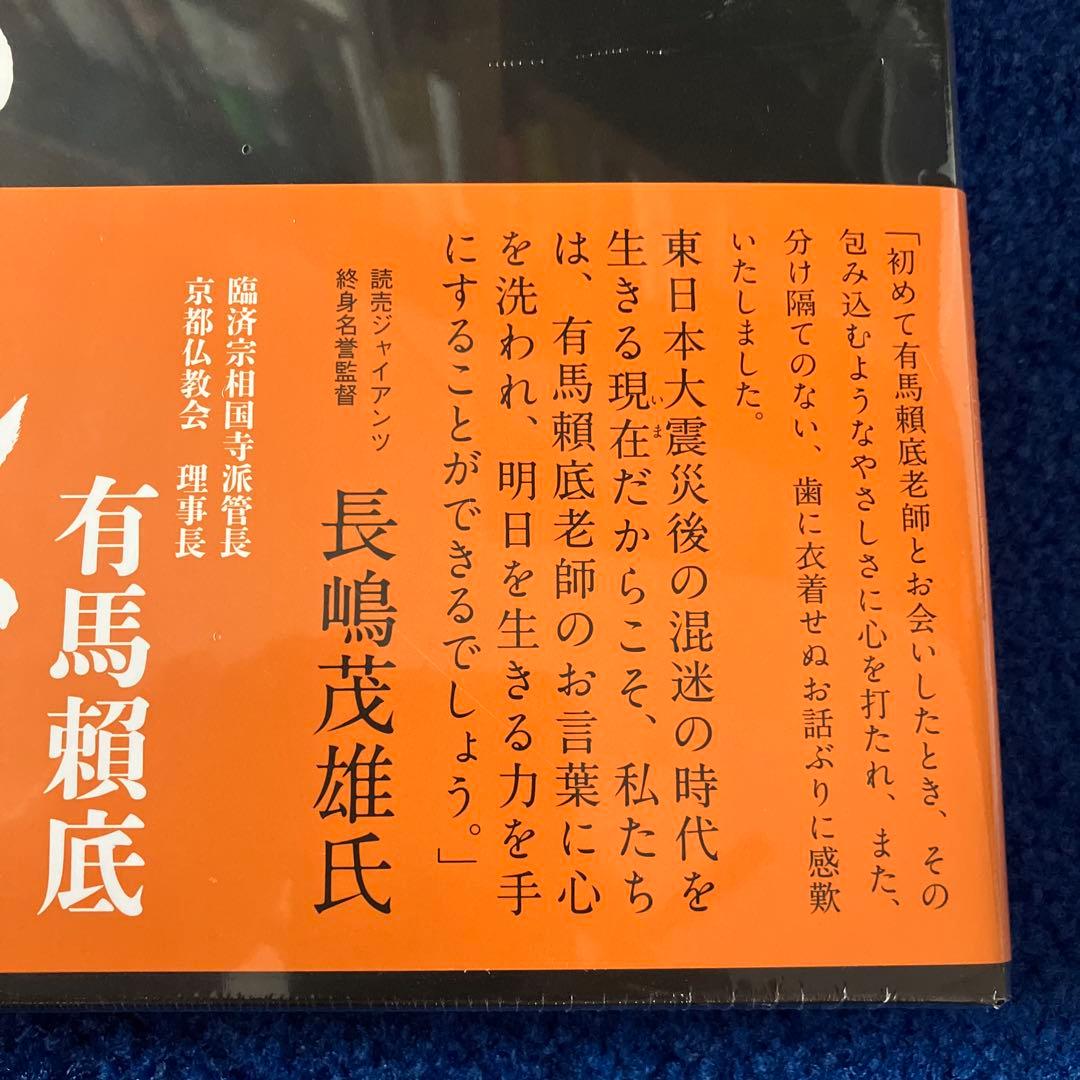 「初めて有馬賴底老師とお会いしたとき、その
包み込むようなやさしさに心を打たれ、また、
分け隔てのない、歯に衣着せぬお話ぶりに感歎
いたしました。
東日本大震災後の混迷の時代を
生きる現在だからこそ、私たち
いま
は、有馬賴底老師のお言葉に心
を洗われ、明日を生きる力を手
にすることができるでしょう。」
読売ジャイアンツ
終身名誉監督
長嶋茂雄氏
臨済宗相国寺派管長
京都仏教会 理事長
有馬賴底